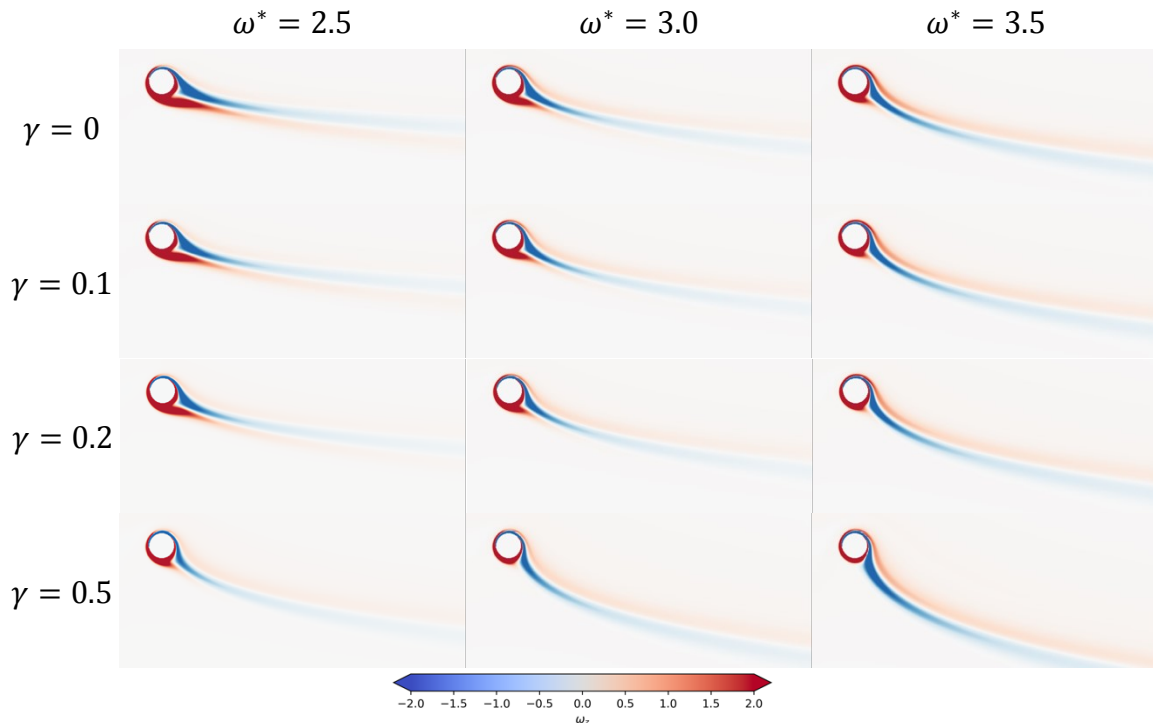 ω* = 2.5 ω* = 3.0 ω* = 3.5
γ = 0
γ = 0.1
γ = 0.2
γ = 0.5
−2.0 −1.5 −1.0 −0.5 0.0 0.5 1.0 1.5 2.0
ω_z